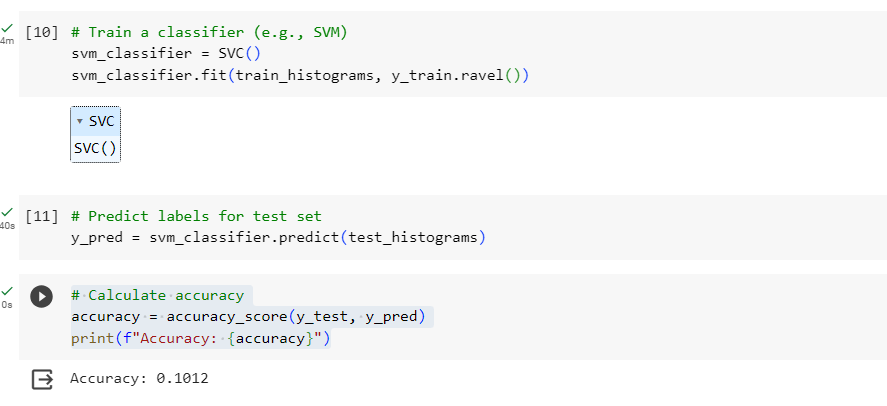 [10] # Train a classifier (e.g., SVM)
4m
svm_classifier = SVC()
svm_classifier.fit(train_histograms, y_train.ravel())
▾ SVC
SVC()
[11] # Predict labels for test set
40s
y_pred = svm_classifier.predict(test_histograms)
# Calculate accuracy
0s
accuracy = accuracy_score(y_test, y_pred)
print(f"Accuracy: {accuracy}")
Accuracy: 0.1012